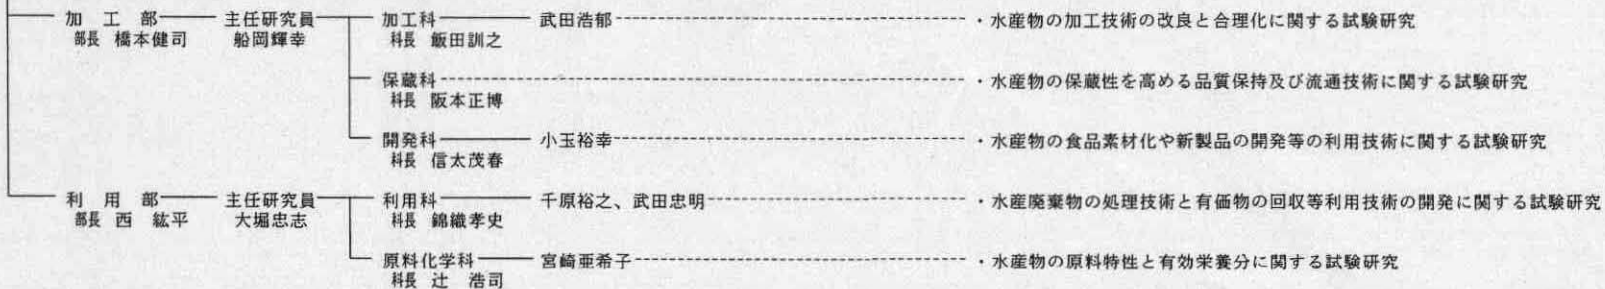 加工部 主任研究員 加工科 武田浩郁 ・水産物の加工技術の改良と合理化に関する試験研究
部長 橋本健司 船岡輝幸 科長 飯田訓之
保蔵科 ・水産物の保蔵性を高める品質保持及び流通技術に関する試験研究
科長 阪本正博
開発科 小玉裕幸 ・水産物の食品素材化や新製品の開発等の利用技術に関する試験研究
科長 信太茂春
利用部 主任研究員 利用科 千原裕之、武田忠明 ・水産廃棄物の処理技術と有価物の回収等利用技術の開発に関する試験研究
部長 西 紘平 大堀忠志 科長 錦織孝史
原料化学科 宮崎亜希子 ・水産物の原料特性と有効栄養分に関する試験研究
科長 辻 浩司